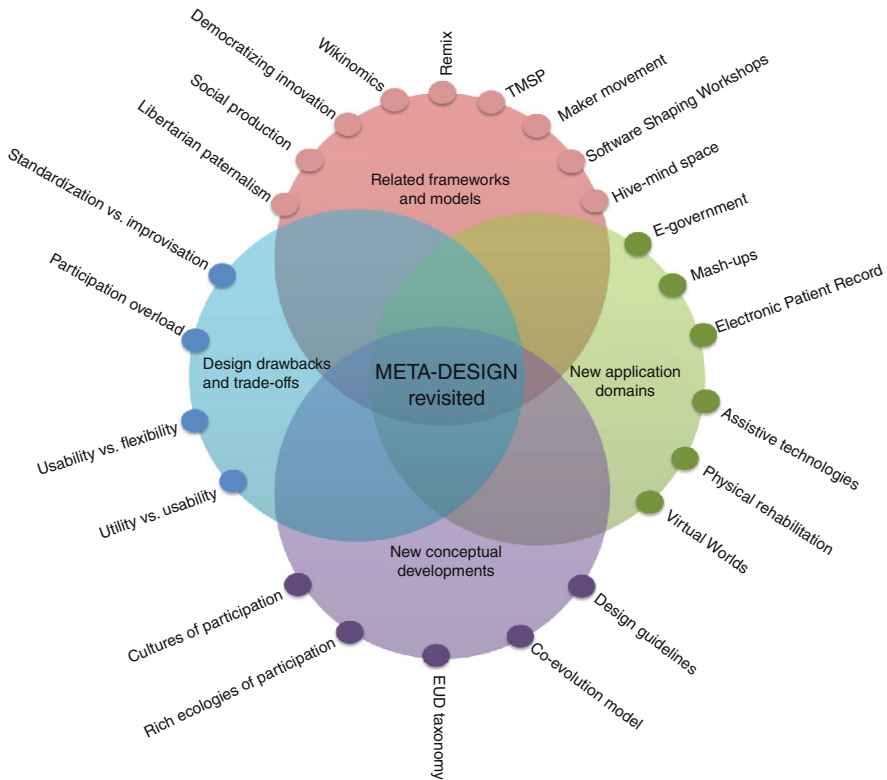 Remix
Wikinomics
TMSP
Democratizing innovation
Maker movement
Social production
Software Shaping Workshops
Libertarian paternalism
Hive-mind space
Related frameworks
and models
Standardization vs. improvisation
E-government
Participation overload
Mash-ups
Electronic Patient Record
Design drawbacks
and trade-offs
META-DESIGN
revisited
New application
domains
Usability vs. flexibility
Assistive technologies
Utility vs. usability
Physical rehabilitation
Virtual Worlds
New conceptual
developments
Cultures of participation
Design guidelines
Rich ecologies of participation
Co-evolution model
EUD taxonomy